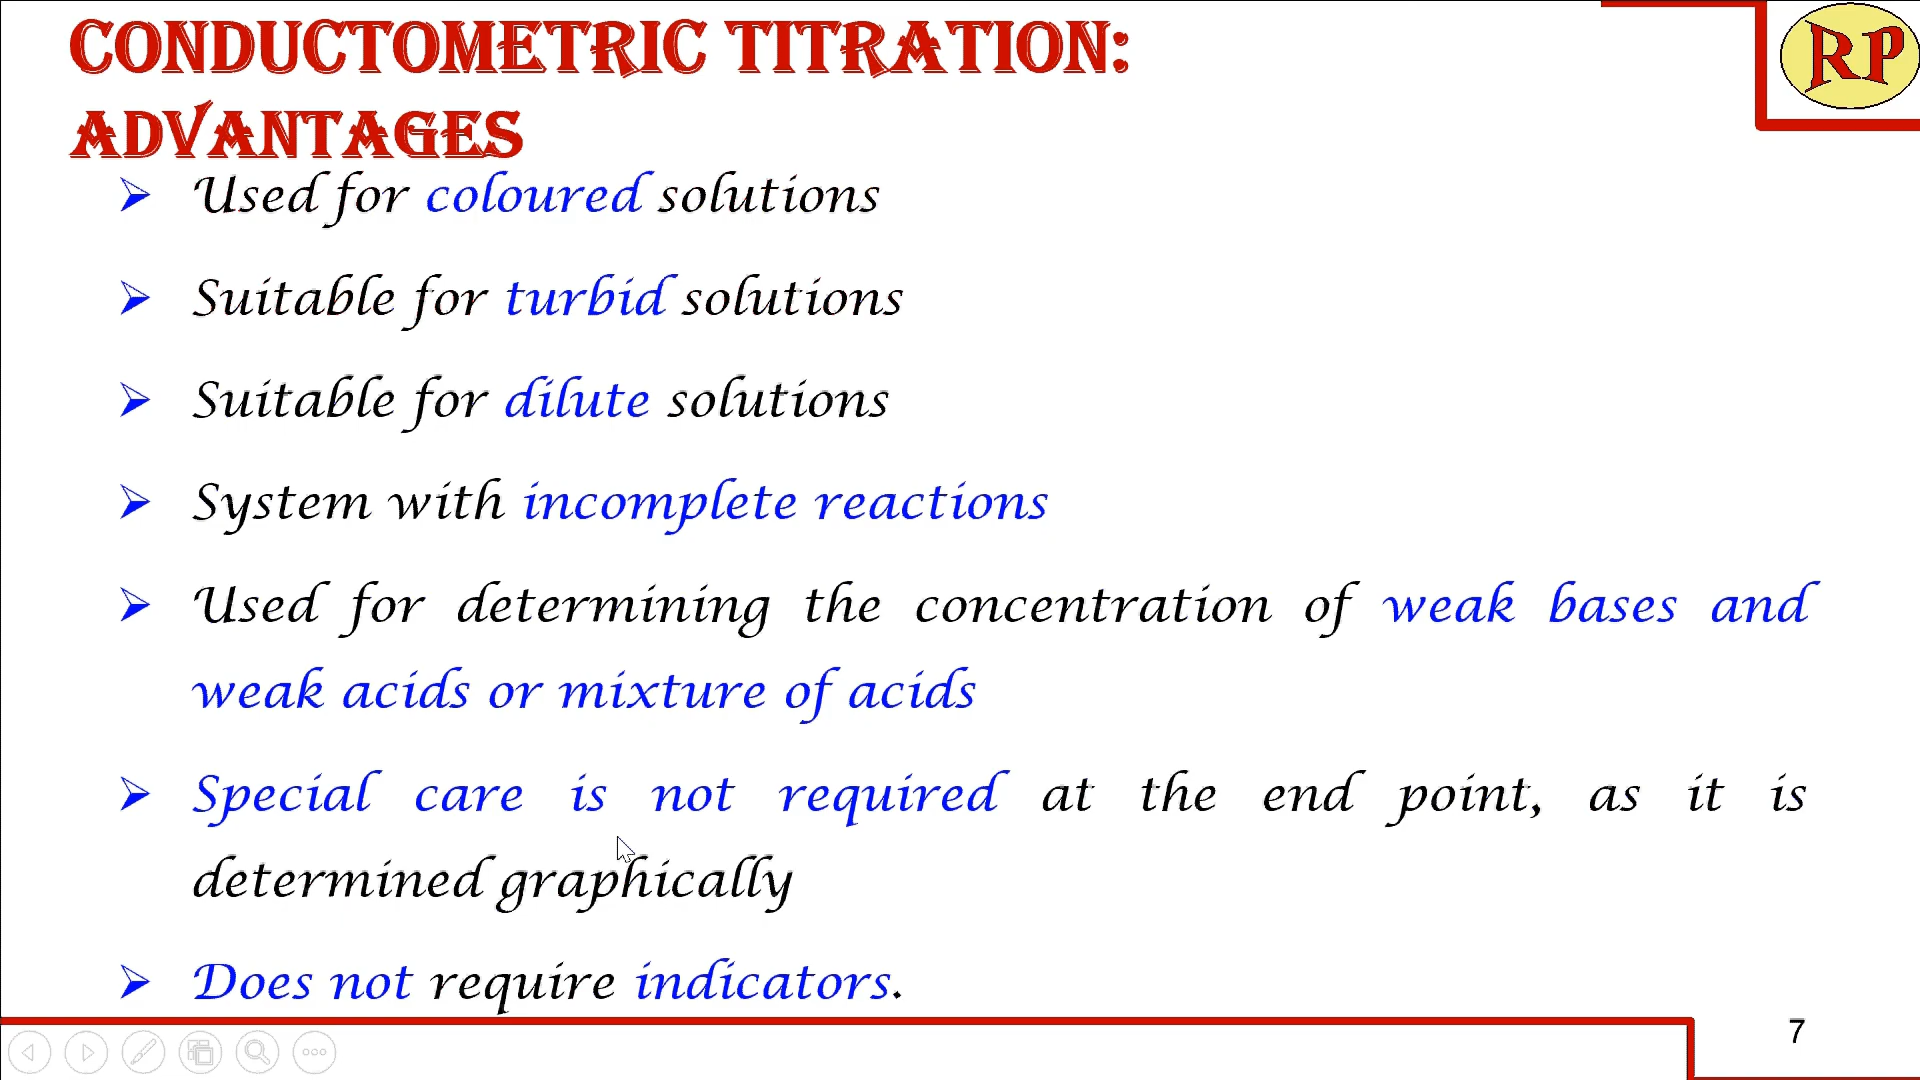 CONDUCTOMETRIC TITRATION:
ADVANTAGES
RP
Used for coloured solutions
Suitable for turbid solutions
Suitable for dilute solutions
System with incomplete reactions
Used for determining the concentration of weak bases and
weak acids or mixture of acids
Special care is not required at the end point, as it is
determined graphically
Does not require indicators.
7